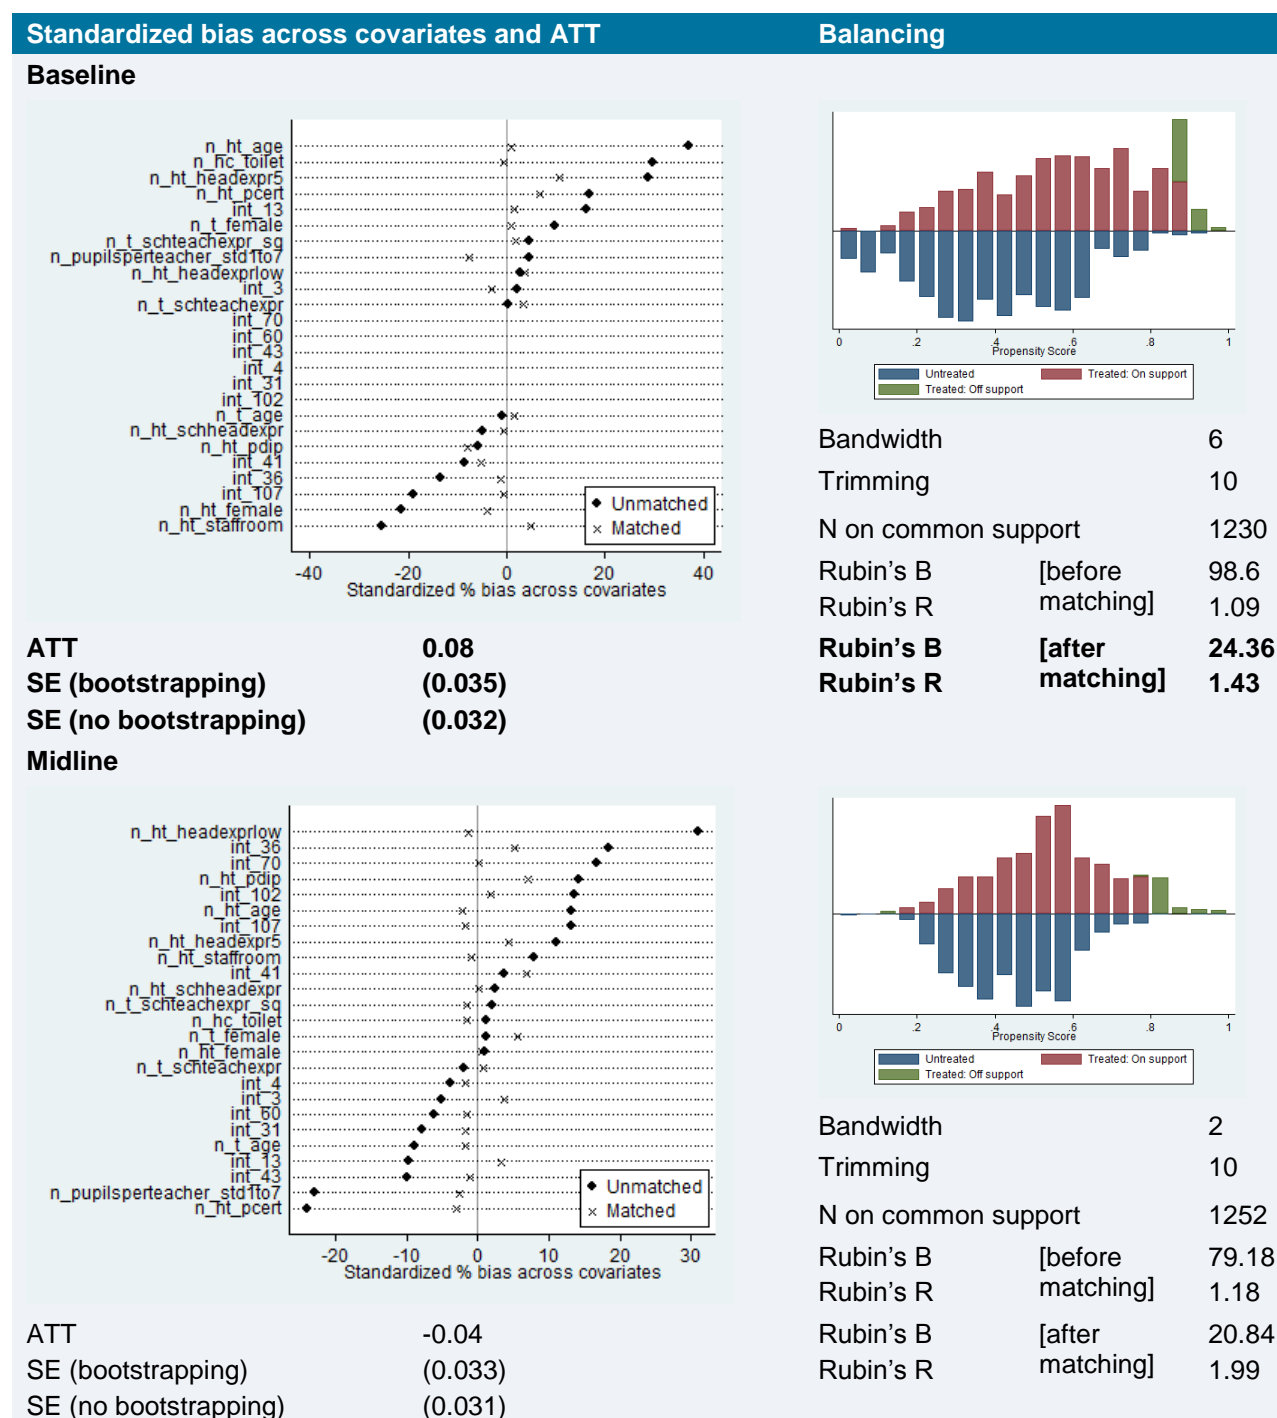 Standardized bias across covariates and ATT
Balancing
Baseline
n_ht_age
n_hc_toilet
n_ht_headexpr5
n_ht_pcert
int_13
n_t_female
n_t_schteachexpr_sq
n_pupilsperteacher_std1to7
n_ht_headexprlow
int_3
n_t_schteachexpr
int_70
int_60
int_43
int_4
int_31
int_102
n_t_age
n_ht_schheadexpr
n_ht_pdip
int_41
int_36
int_107
n_ht_female
n_ht_staffroom
Unmatched
Matched
-40 -20 0 20 40
Standardized % bias across covariates
0 .2 .4 .6 .8 1
Propensity Score
Untreated Treated: On support
Treated: Off support
Bandwidth 6
Trimming 10
N on common support 1230
Rubin's B [before matching] 98.6
Rubin's R 1.09
Rubin's B [after matching] 24.36
Rubin's R 1.43
ATT 0.08
SE (bootstrapping) (0.035)
SE (no bootstrapping) (0.032)
Midline
n_ht_headexprlow
int_36
int_70
n_ht_pdip
int_102
n_ht_age
int_107
n_ht_headexpr5
n_ht_staffroom
int_41
n_ht_schheadexpr
n_t_schteachexpr_sq
n_hc_toilet
n_t_female
n_ht_female
n_t_schteachexpr
int_4
int_3
int_60
int_31
n_t_age
int_13
int_43
n_pupilsperteacher_std1to7
n_ht_pcert
Unmatched
Matched
-20 -10 0 10 20 30
Standardized % bias across covariates
0 .2 .4 .6 .8 1
Propensity Score
Untreated Treated: On support
Treated: Off support
Bandwidth 2
Trimming 10
N on common support 1252
Rubin's B [before matching] 79.18
Rubin's R 1.18
Rubin's B [after matching] 20.84
Rubin's R 1.99
ATT -0.04
SE (bootstrapping) (0.033)
SE (no bootstrapping) (0.031)